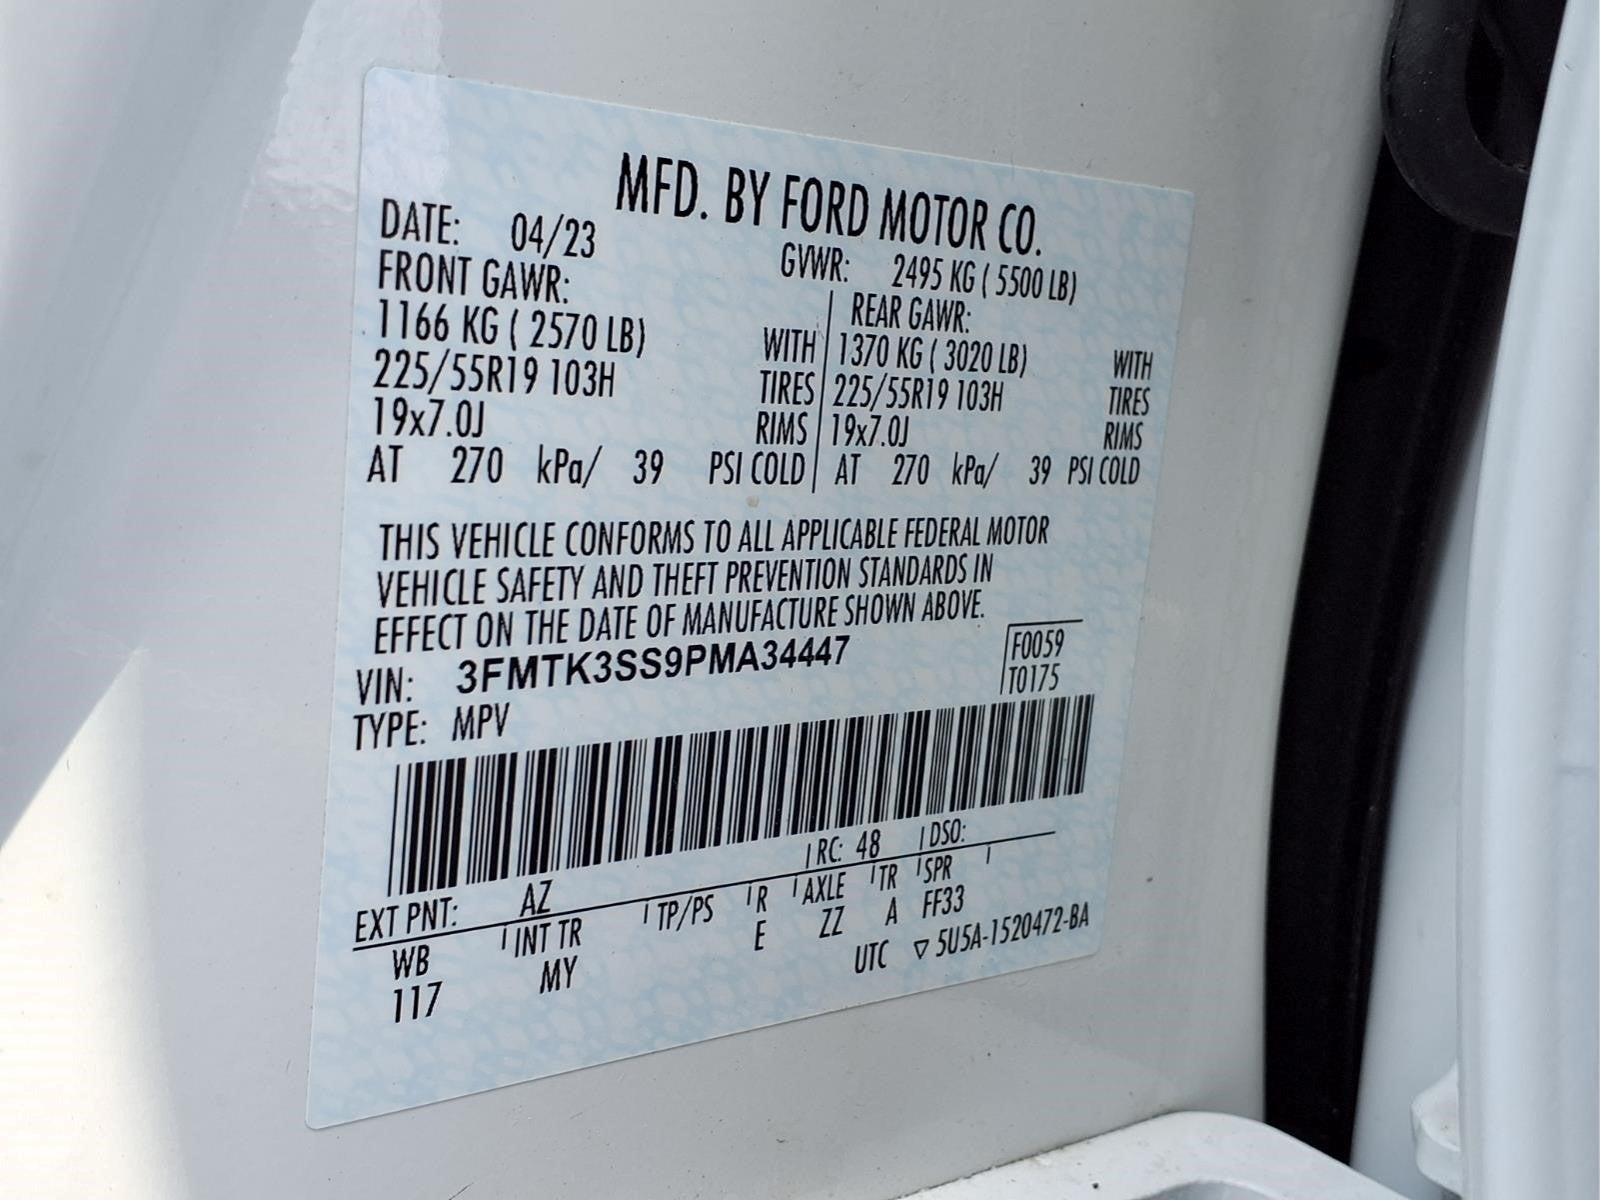 MFD. BY FORD MOTOR CO.
DATE: 04/23 GVWR: 2495 KG ( 5500 LB)
FRONT GAWR: REAR GAWR:
1166 KG ( 2570 LB) WITH 1370 KG ( 3020 LB) WITH
225/55R19 103H TIRES 225/55R19 103H TIRES
19x7.0J RIMS 19x7.0J RIMS
AT 270 kPa/ 39 PSI COLD AT 270 kPa/ 39 PSI COLD
THIS VEHICLE CONFORMS TO ALL APPLICABLE FEDERAL MOTOR
VEHICLE SAFETY AND THEFT PREVENTION STANDARDS IN
EFFECT ON THE DATE OF MANUFACTURE SHOWN ABOVE.
VIN: 3FMTK3SS9PMA34447 F0059
TYPE: MPV T0175
EXT PNT: AZ RC: 48 DSO:
WB INT TR TP/PS R AXLE TR SPR
117 MY E ZZ A FF33
UTC ▽ 5U5A-1520472-BA